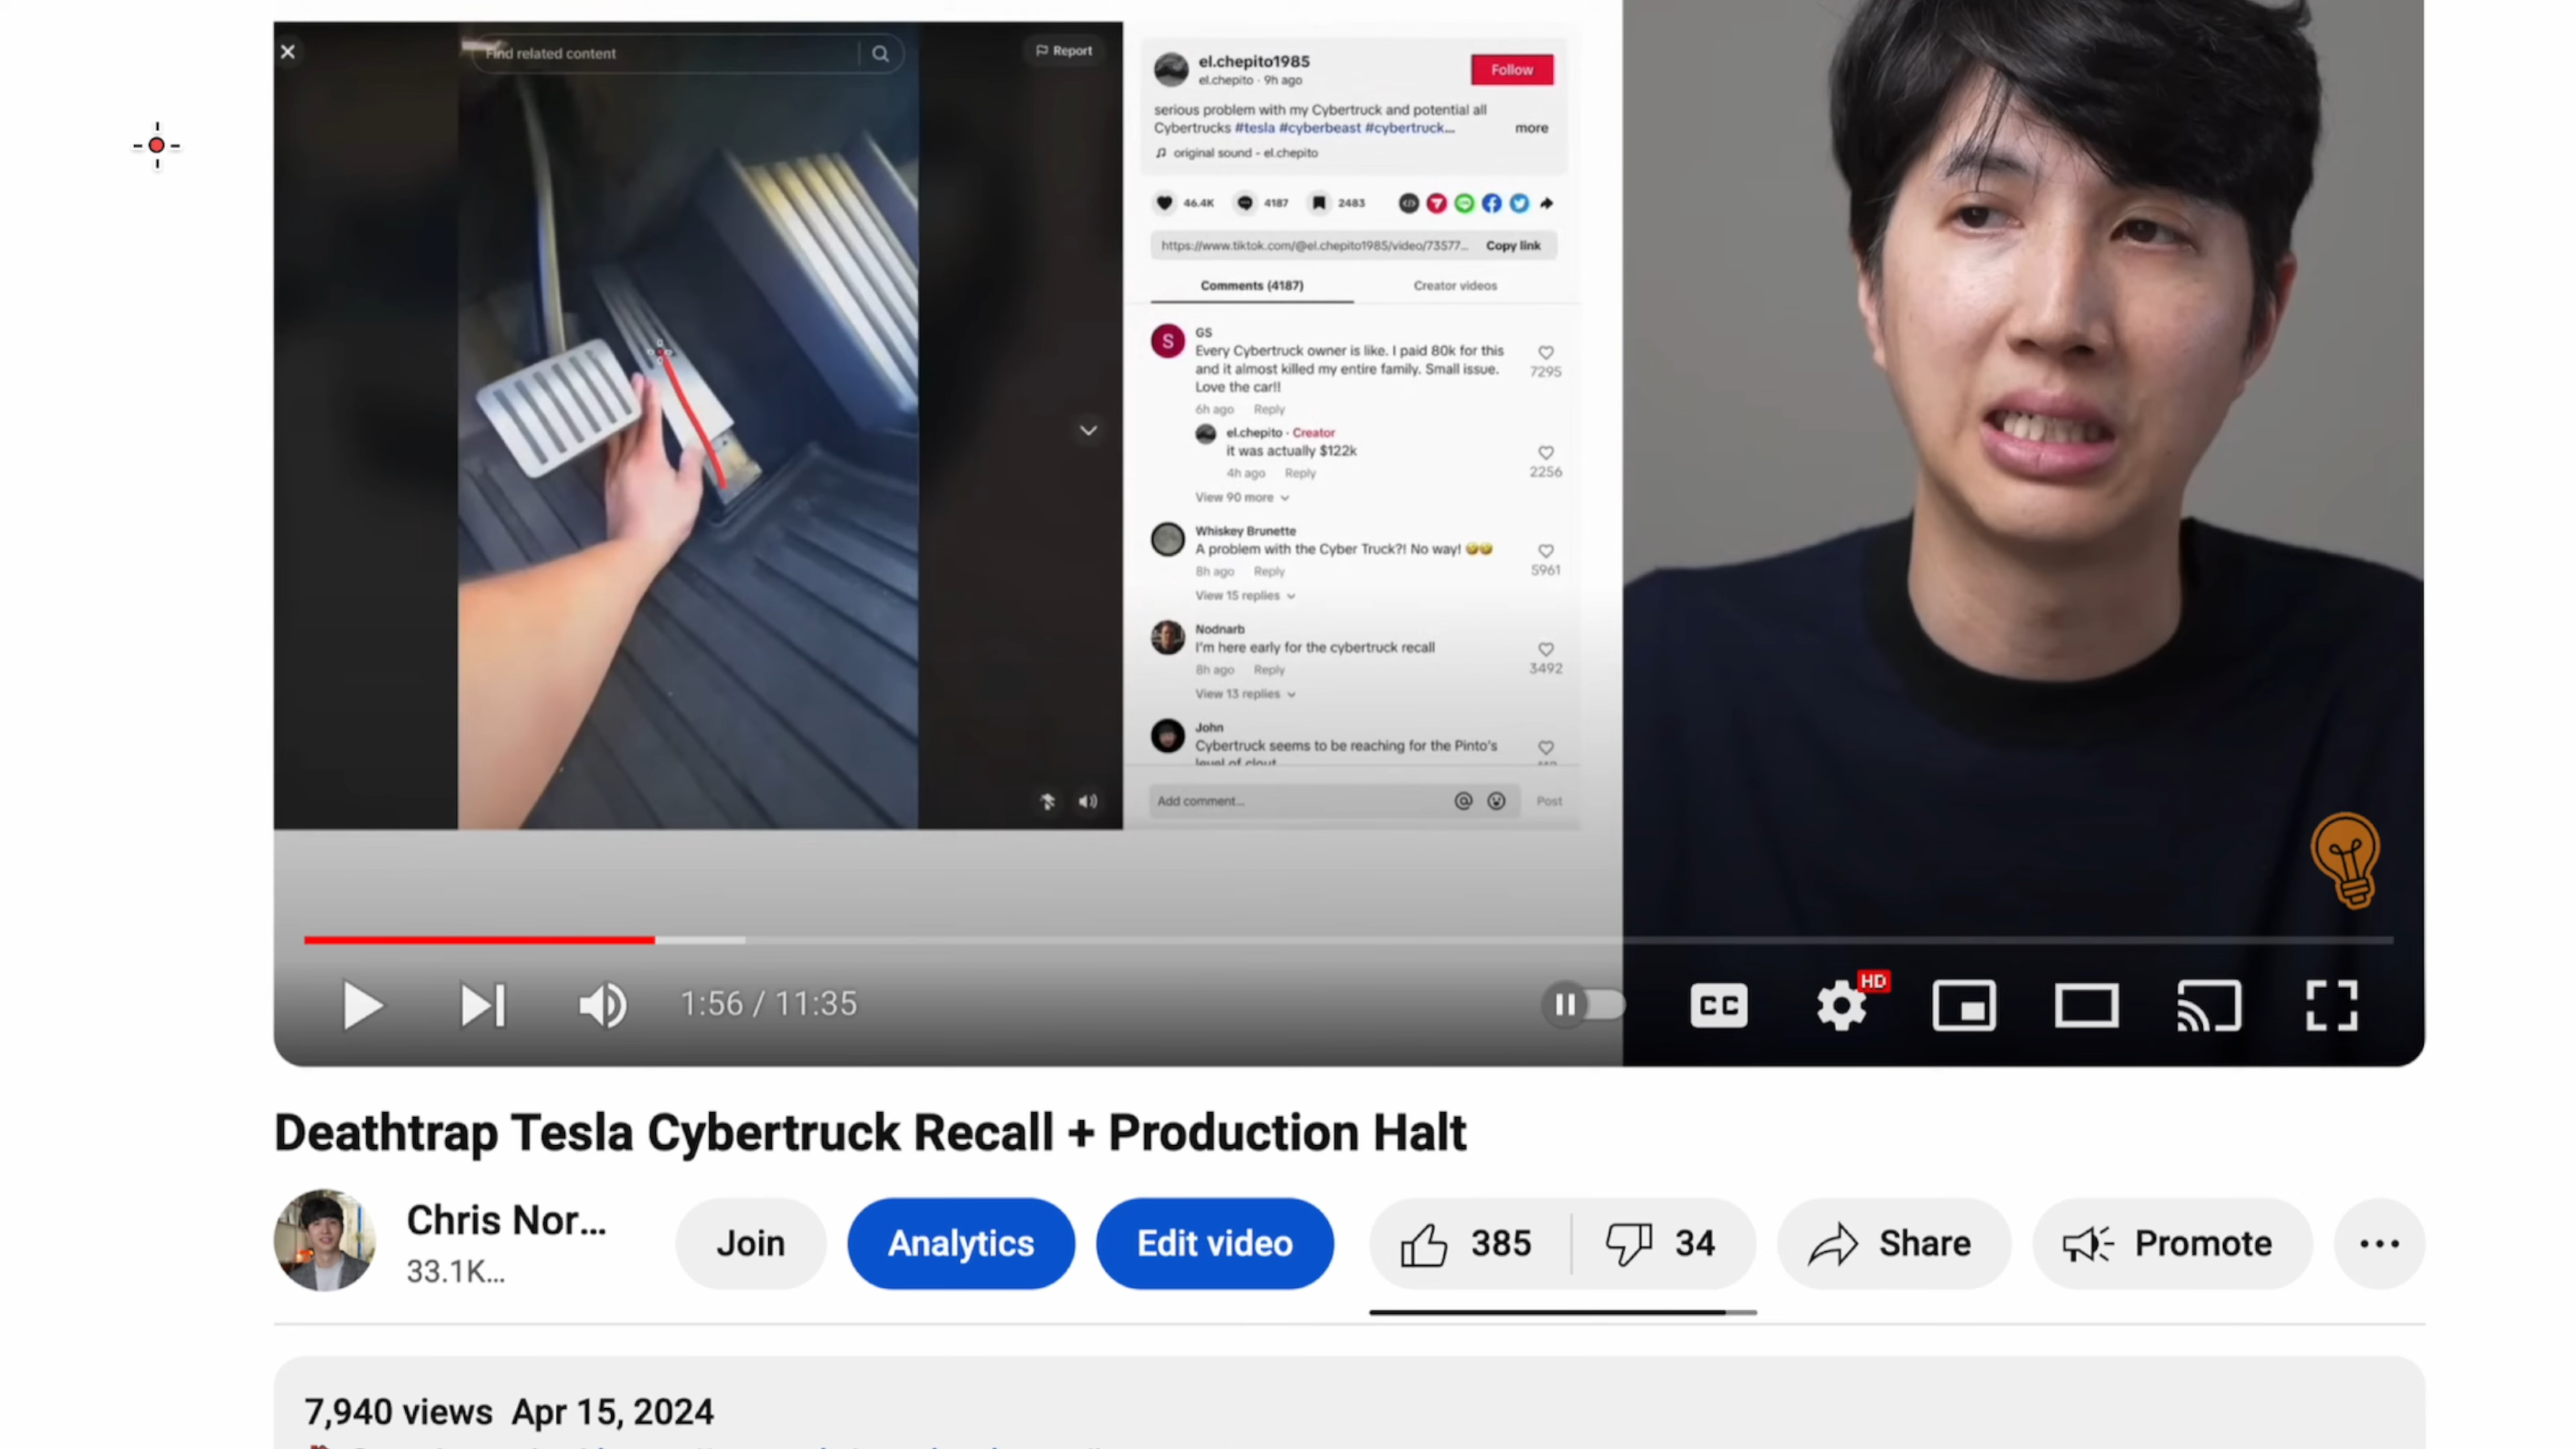 Find related content
Report
el.chepito1985
el.chepito · 9h ago
Follow
serious problem with my Cybertruck and potential all
Cybertrucks #tesla #cyberbeast #cybertruck...
more
original sound - el.chepito
46.4K
4187
2483
https://www.tiktok.com/@el.chepito1985/video/73577...
Copy link
Comments (4187)
Creator videos
S
GS
Every Cybertruck owner is like. I paid 80k for this
and it almost killed my entire family. Small issue.
Love the car!!
7295
6h ago Reply
el.chepito · Creator
it was actually $122k
4h ago Reply
2256
View 90 more
Whiskey Brunette
A problem with the Cyber Truck?! No way! 🤣🤣
8h ago Reply
5961
View 15 replies
Nodnarb
I'm here early for the cybertruck recall
8h ago Reply
3492
View 13 replies
John
Cybertruck seems to be reaching for the Pinto's
level of clout
Add comment...
Post
1:56 / 11:35
CC
HD
Deathtrap Tesla Cybertruck Recall + Production Halt
Chris Nor...
33.1K...
Join
Analytics
Edit video
385
34
Share
Promote
7,940 views Apr 15, 2024